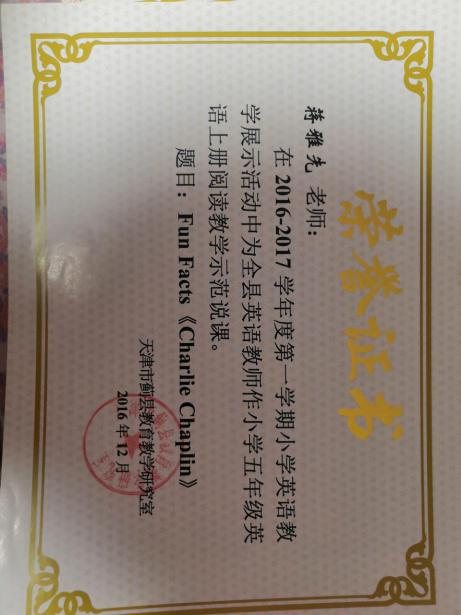 荣誉证书
蒋雅先 老师：
在 2016-2017 学年度第一学期小学英语教
学展示活动中为全县英语教师作小学五年级英
语上册阅读教学示范说课。
题目：Fun Facts《Charlie Chaplin》
天津市蓟县教育教学研究室
2016 年 12 月